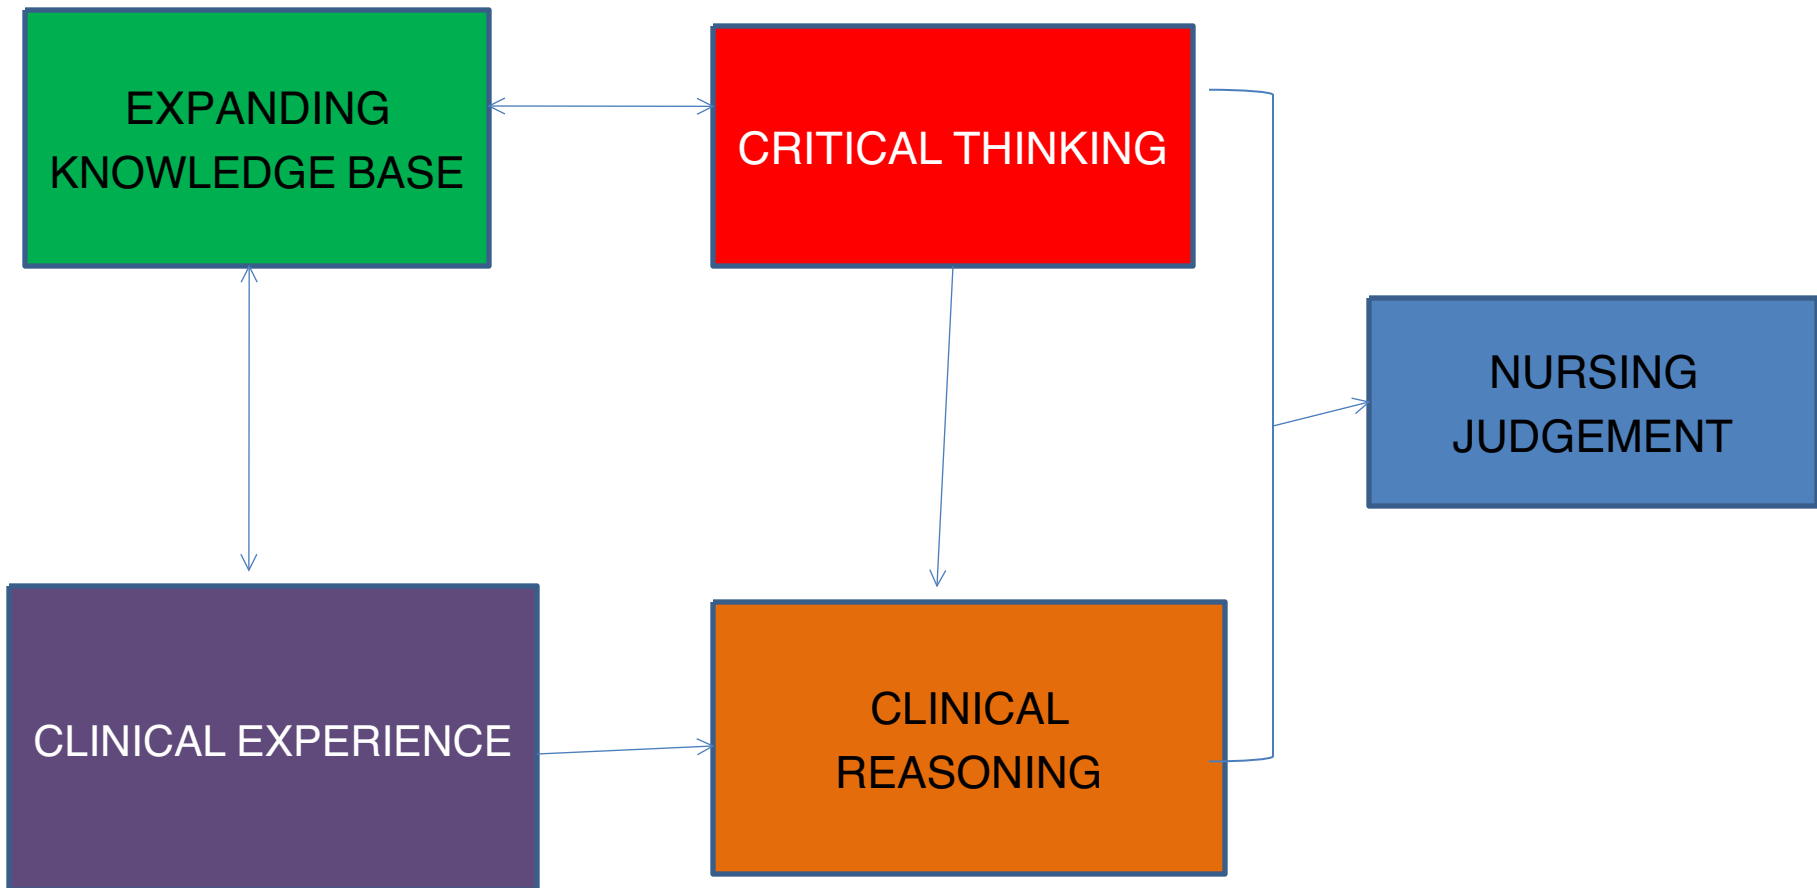 EXPANDING
KNOWLEDGE BASE
CRITICAL THINKING
NURSING
JUDGEMENT
CLINICAL EXPERIENCE
CLINICAL
REASONING